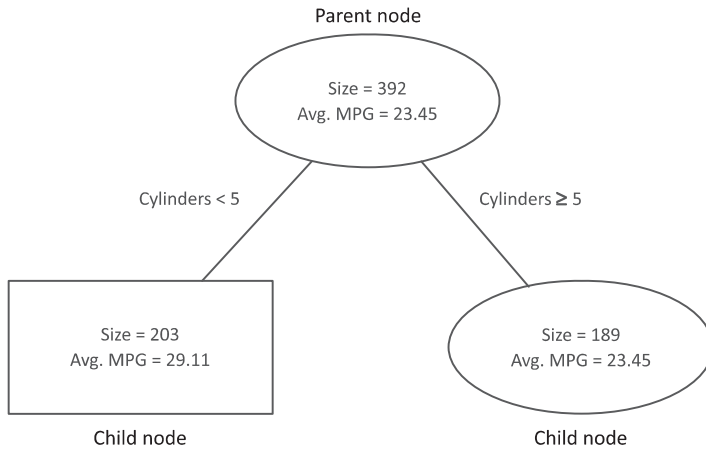 Parent node
Size = 392
Avg. MPG = 23.45
Cylinders < 5
Cylinders ≥ 5
Size = 203
Avg. MPG = 29.11
Size = 189
Avg. MPG = 23.45
Child node
Child node